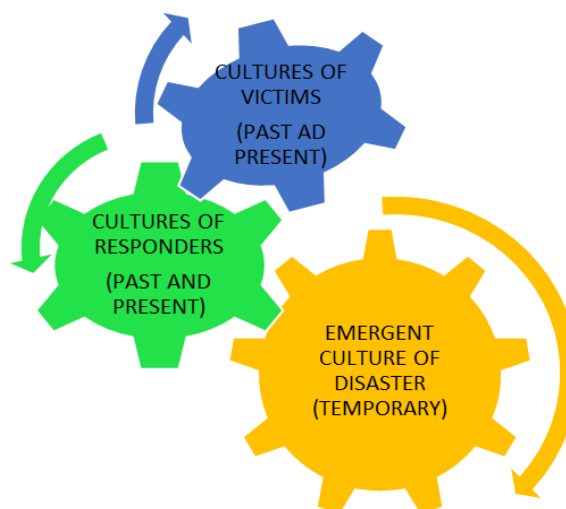 CULTURES OF
VICTIMS
(PAST AD
PRESENT)
CULTURES OF
RESPONDERS
(PAST AND
PRESENT)
EMERGENT
CULTURE OF
DISASTER
(TEMPORARY)